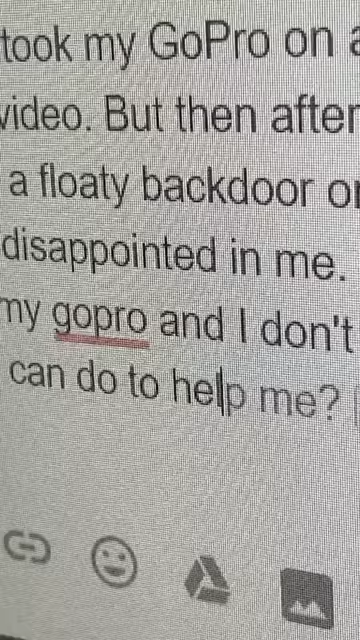 took my GoPro on a
video. But then after
a floaty backdoor or
disappointed in me.
my gopro and I don't
can do to help me?